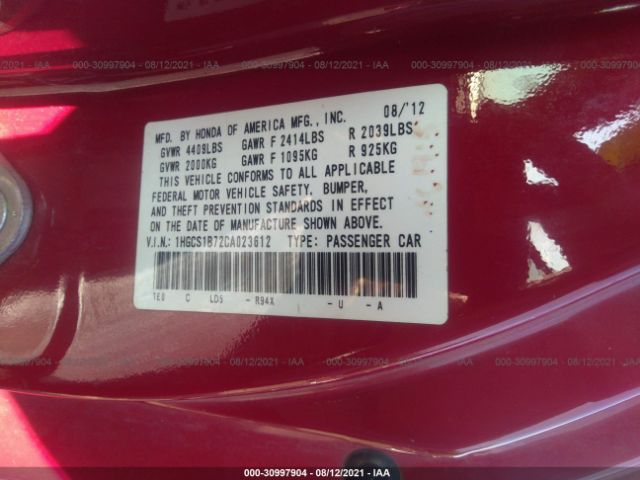 000-30997904 - 08/12/2021 - IAA
MFD. BY HONDA OF AMERICA MFG., INC. 08/'12
GVWR 4409LBS GAWR F 2414LBS R 2039LBS
GVWR 2000KG GAWR F 1095KG R 925KG
THIS VEHICLE CONFORMS TO ALL APPLICABLE
FEDERAL MOTOR VEHICLE SAFETY, BUMPER,
AND THEFT PREVENTION STANDARDS IN EFFECT
ON THE DATE OF MANUFACTURE SHOWN ABOVE.
V.I.N.: 1HGCS1B72CA023612 TYPE: PASSENGER CAR
TE0 C LDS - R94X - U - A
000-30997904 - 08/12/2021 - IAA